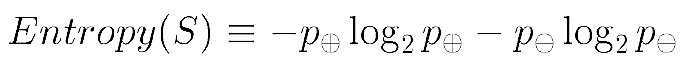 Entropy(S) ≡ −p⊕ log₂ p⊕ − p⊖ log₂ p⊖